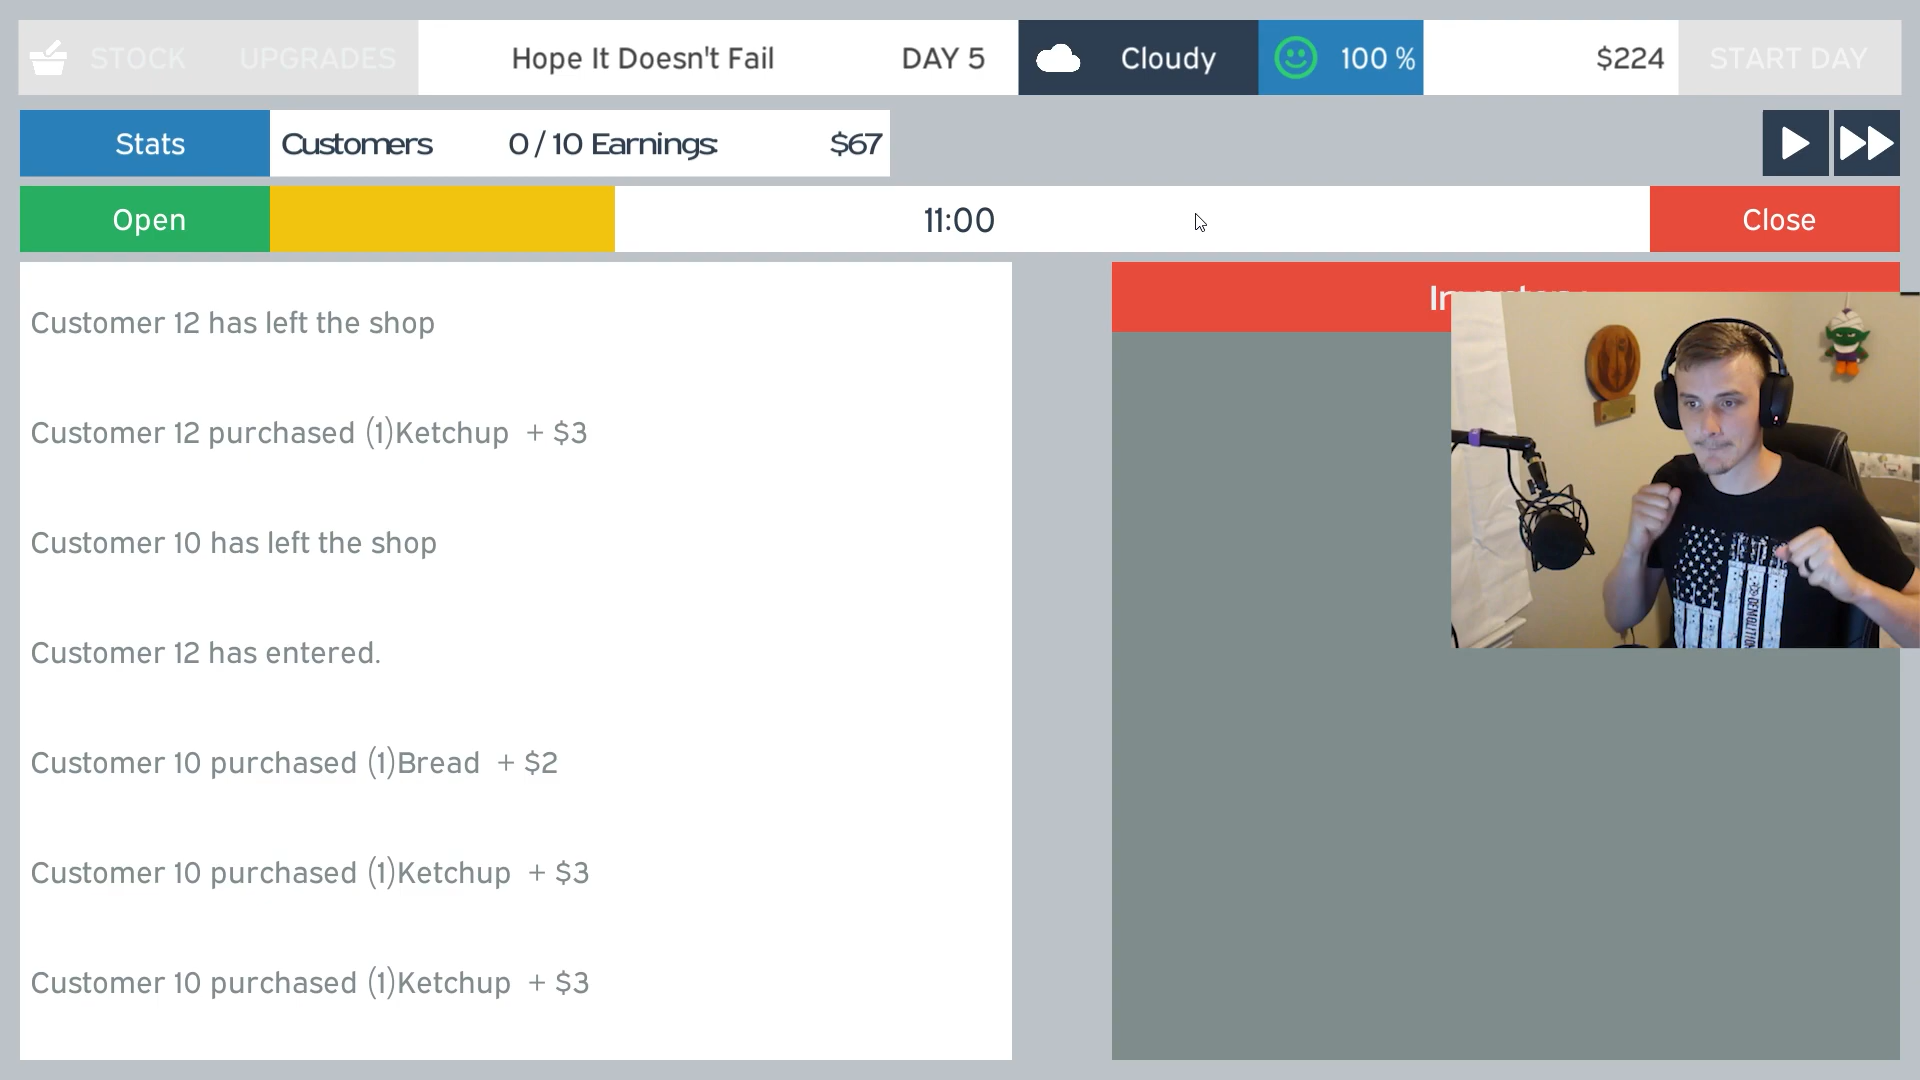 STOCK UPGRADES Hope It Doesn't Fail DAY 5 Cloudy 100 % $224 START DAY
Stats Customers 0 / 10 Earnings: $67
Open 11:00 Close
Customer 12 has left the shop
Customer 12 purchased (1)Ketchup + $3
Customer 10 has left the shop
Customer 12 has entered.
Customer 10 purchased (1)Bread + $2
Customer 10 purchased (1)Ketchup + $3
Customer 10 purchased (1)Ketchup + $3
DEMOLITION